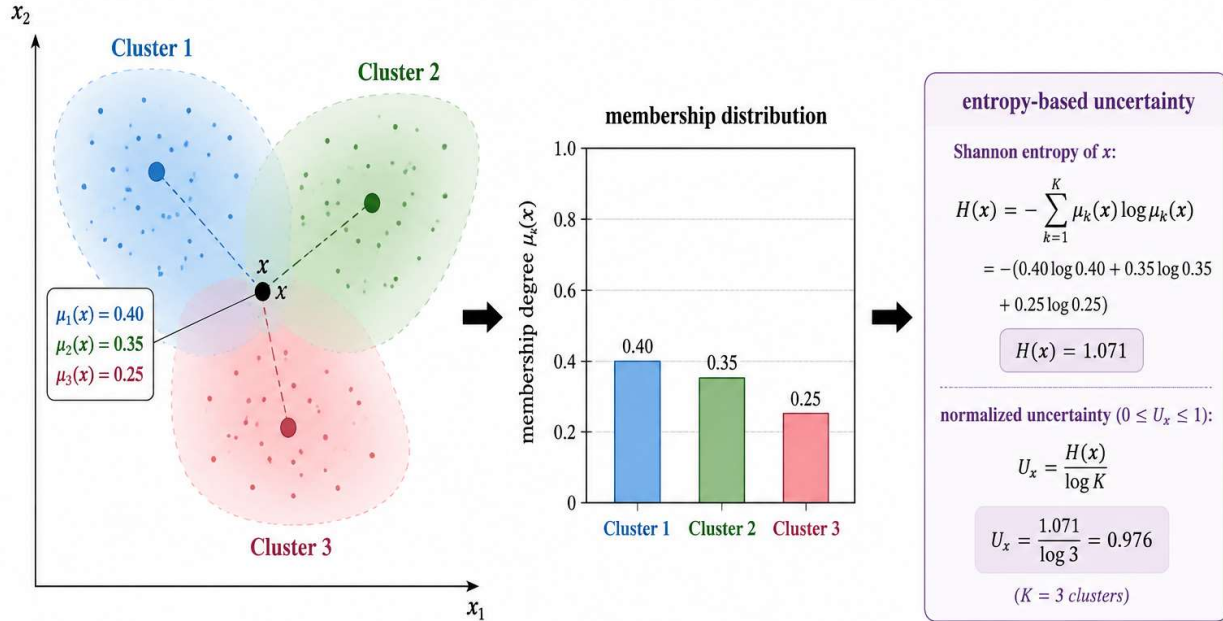 x₂
Cluster 1
Cluster 2
x
x
μ₁(x) = 0.40
μ₂(x) = 0.35
μ₃(x) = 0.25
Cluster 3
x₁
membership distribution
membership degree μₖ(x)
1.0
0.8
0.6
0.4
0.2
0
0.40
0.35
0.25
Cluster 1
Cluster 2
Cluster 3
entropy-based uncertainty
Shannon entropy of x:
H(x) = − ∑ₖ₌₁ᴷ μₖ(x) log μₖ(x)
= −(0.40 log 0.40 + 0.35 log 0.35
+ 0.25 log 0.25)
H(x) = 1.071
normalized uncertainty (0 ≤ Uₓ ≤ 1):
Uₓ = H(x) / log K
Uₓ = 1.071 / log 3 = 0.976
(K = 3 clusters)